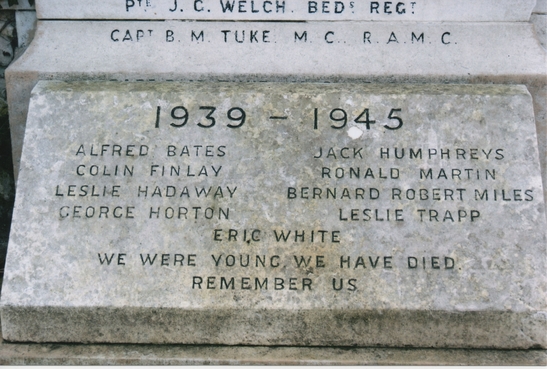 PTE J. C. WELCH. BEDS REGT
CAPT B. M. TUKE. M. C. R. A. M. C.
1939 - 1945
ALFRED BATES JACK HUMPHREYS
COLIN FINLAY RONALD MARTIN
LESLIE HADAWAY BERNARD ROBERT MILES
GEORGE HORTON LESLIE TRAPP
ERIC WHITE
WE WERE YOUNG WE HAVE DIED.
REMEMBER US